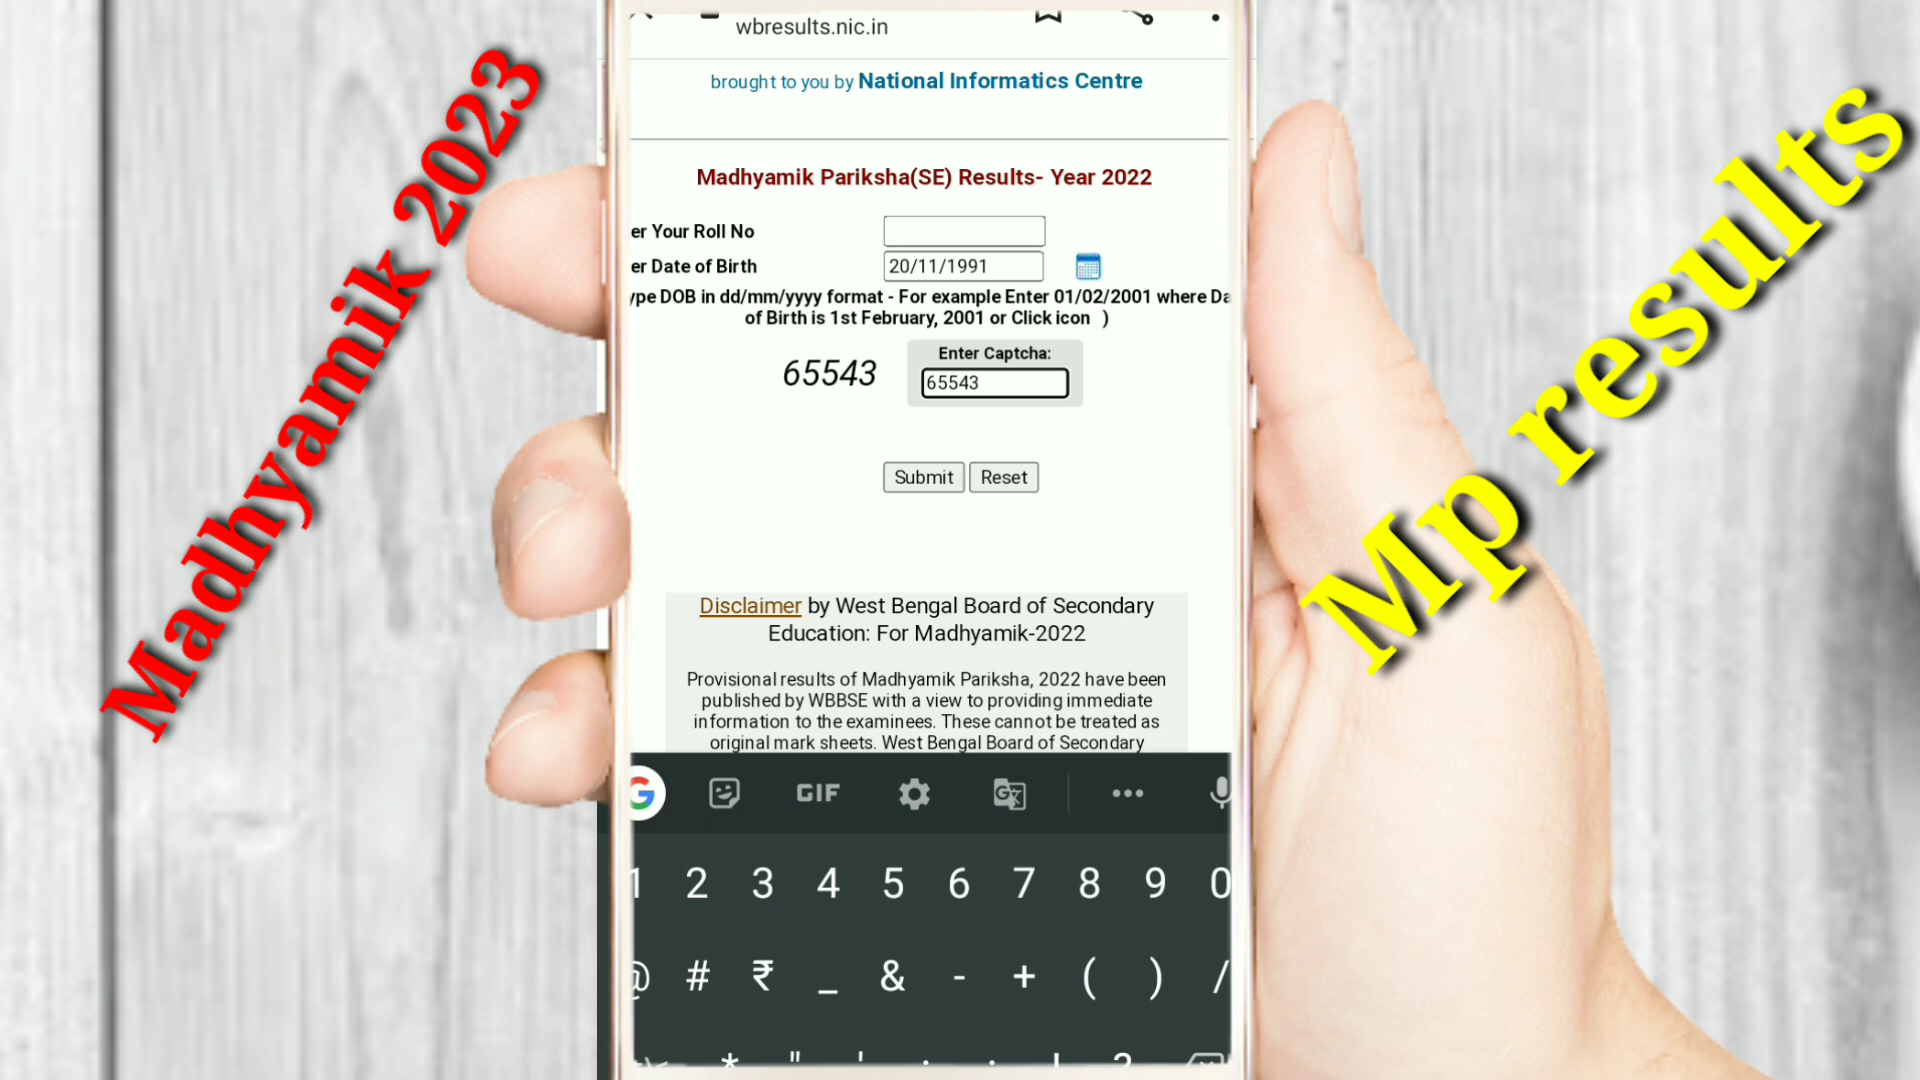 Madhyamik 2023
wbresults.nic.in
brought to you by National Informatics Centre
Madhyamik Pariksha(SE) Results- Year 2022
er Your Roll No
er Date of Birth 20/11/1991
ype DOB in dd/mm/yyyy format - For example Enter 01/02/2001 where Da
of Birth is 1st February, 2001 or Click icon )
65543
Enter Captcha:
65543
Submit Reset
Disclaimer by West Bengal Board of Secondary
Education: For Madhyamik-2022
Provisional results of Madhyamik Pariksha, 2022 have been
published by WBBSE with a view to providing immediate
information to the examinees. These cannot be treated as
original mark sheets. West Bengal Board of Secondary
G GIF
1 2 3 4 5 6 7 8 9 0
@ # ₹ _ & - + ( ) /
Mp results